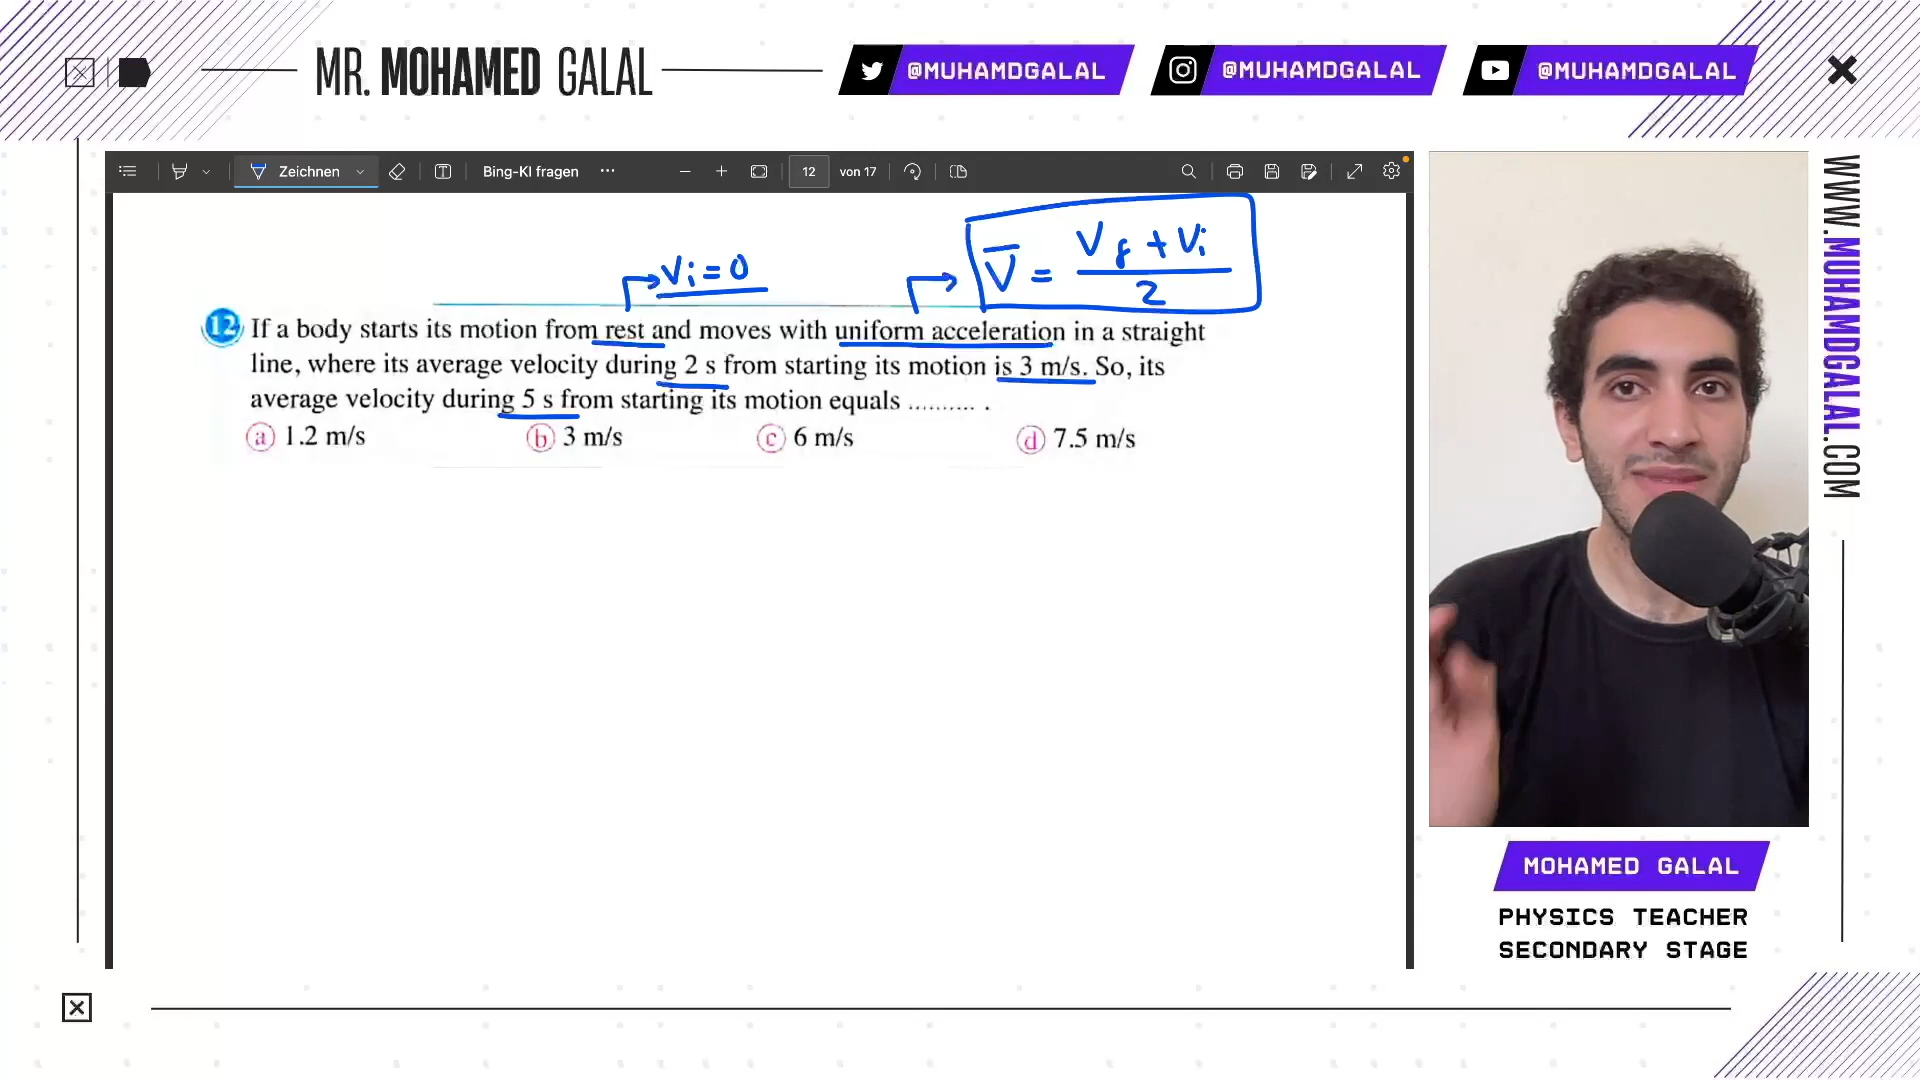 MR. MOHAMED GALAL
@MUHAMDGALAL
@MUHAMDGALAL
@MUHAMDGALAL
Zeichnen
Bing-KI fragen
12
von 17
WWW.MUHAMDGALAL.COM
Vi = 0
V̄ = Vf + Vi
2
12 If a body starts its motion from rest and moves with uniform acceleration in a straight
line, where its average velocity during 2 s from starting its motion is 3 m/s. So, its
average velocity during 5 s from starting its motion equals .......... .
a 1.2 m/s
b 3 m/s
c 6 m/s
d 7.5 m/s
MOHAMED GALAL
PHYSICS TEACHER
SECONDARY STAGE